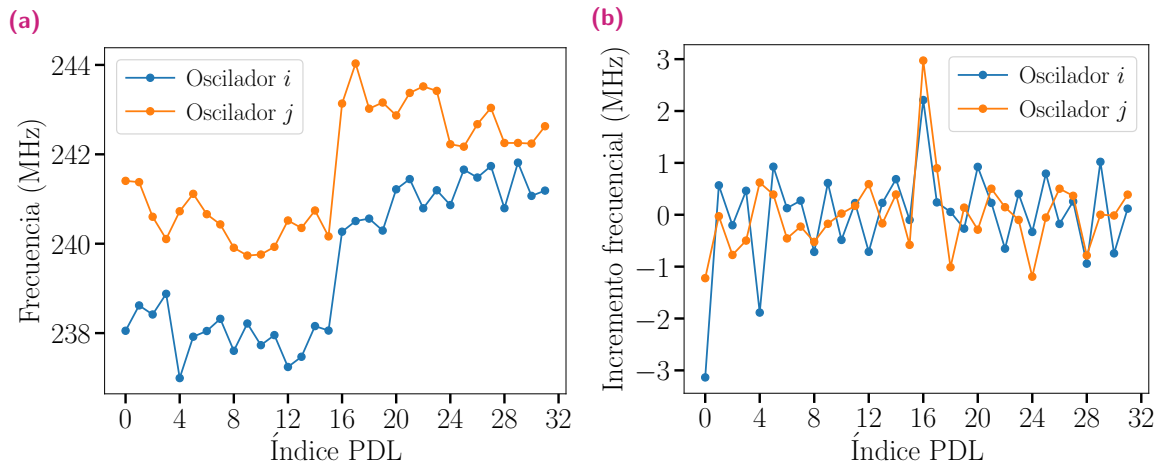 (a)
Frecuencia (MHz)
244
242
240
238
Oscilador i
Oscilador j
0 4 8 12 16 20 24 28 32
Índice PDL
(b)
Incremento frecuencial (MHz)
3
2
1
0
−1
−2
−3
Oscilador i
Oscilador j
0 4 8 12 16 20 24 28 32
Índice PDL